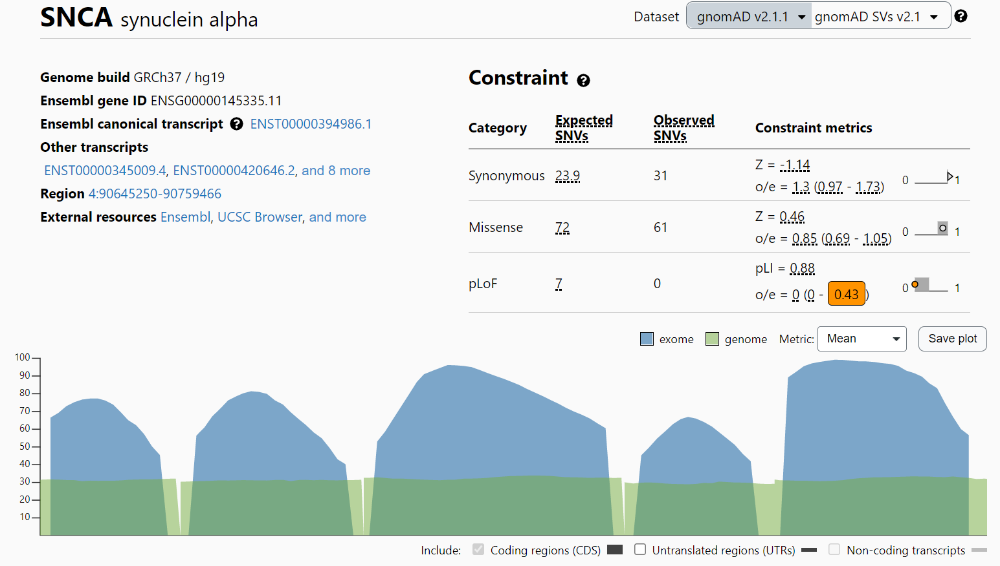 SNCA synuclein alpha
Dataset gnomAD v2.1.1 gnomAD SVs v2.1 ?
Genome build GRCh37 / hg19
Ensembl gene ID ENSG00000145335.11
Ensembl canonical transcript ? ENST00000394986.1
Other transcripts
ENST00000345009.4, ENST00000420646.2, and 8 more
Region 4:90645250-90759466
External resources Ensembl, UCSC Browser, and more
Constraint ?
Category Expected SNVs Observed SNVs Constraint metrics
Synonymous 23.9 31 Z = -1.14
o/e = 1.3 (0.97 - 1.73) 0 1
Missense 72 61 Z = 0.46
o/e = 0.85 (0.69 - 1.05) 0 1
pLoF 7 0 pLI = 0.88
o/e = 0 (0 - 0.43) 0 1
exome genome Metric: Mean Save plot
100
90
80
70
60
50
40
30
20
10
Include: Coding regions (CDS) Untranslated regions (UTRs) Non-coding transcripts